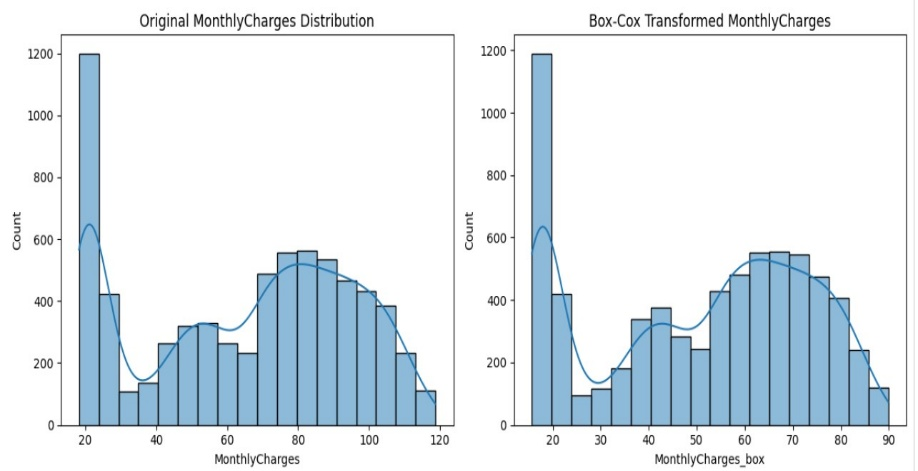 Original MonthlyCharges Distribution
1200
1000
800
600
400
200
0
Count
20 40 60 80 100 120
MonthlyCharges
Box-Cox Transformed MonthlyCharges
1200
1000
800
600
400
200
0
Count
20 30 40 50 60 70 80 90
MonthlyCharges_box